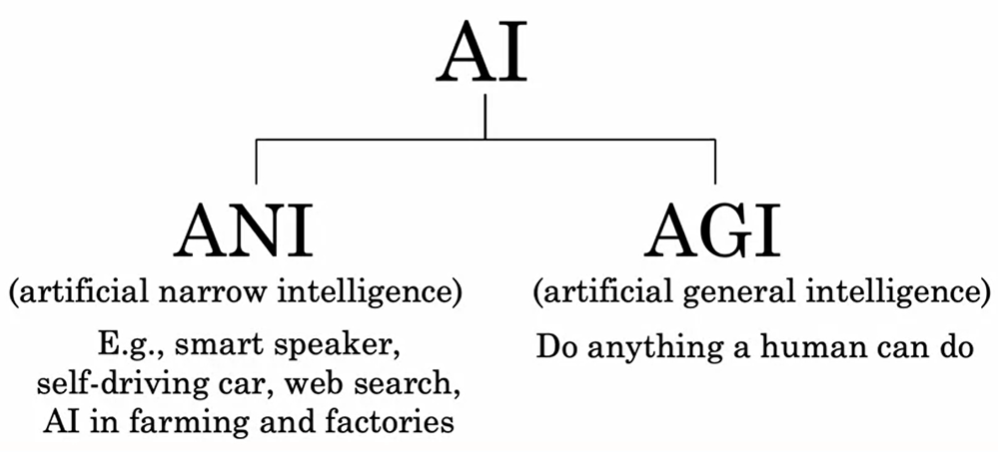 AI
ANI
(artificial narrow intelligence)
E.g., smart speaker,
self-driving car, web search,
AI in farming and factories
AGI
(artificial general intelligence)
Do anything a human can do